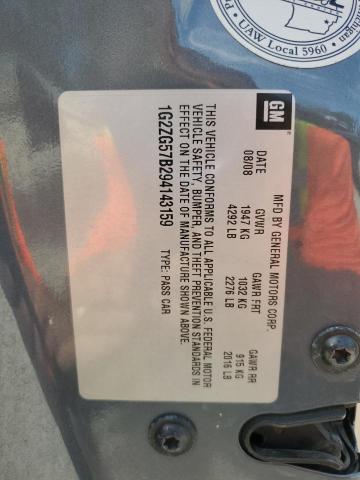 GM
MFD BY GENERAL MOTORS CORP.
DATE GVWR GAWR FRT GAWR RR
08/08 1947 KG 1032 KG 915 KG
4292 LB 2276 LB 2016 LB
THIS VEHICLE CONFORMS TO ALL APPLICABLE U.S. FEDERAL MOTOR
VEHICLE SAFETY, BUMPER, AND THEFT PREVENTION STANDARDS IN
EFFECT ON THE DATE OF MANUFACTURE SHOWN ABOVE.
1G2ZG57B294143159 TYPE: PASS CAR
UAW Local 5960